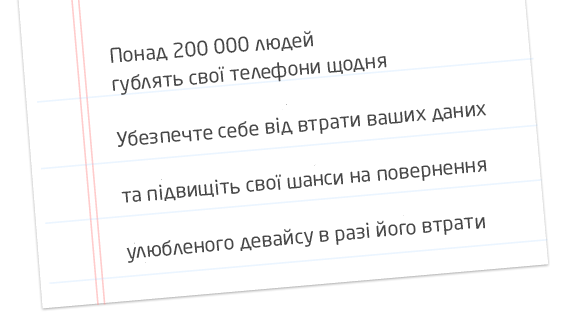 Понад 200 000 людей
гублять свої телефони щодня
Убезпечте себе від втрати ваших даних
та підвищіть свої шанси на повернення
улюбленого девайсу в разі його втрати